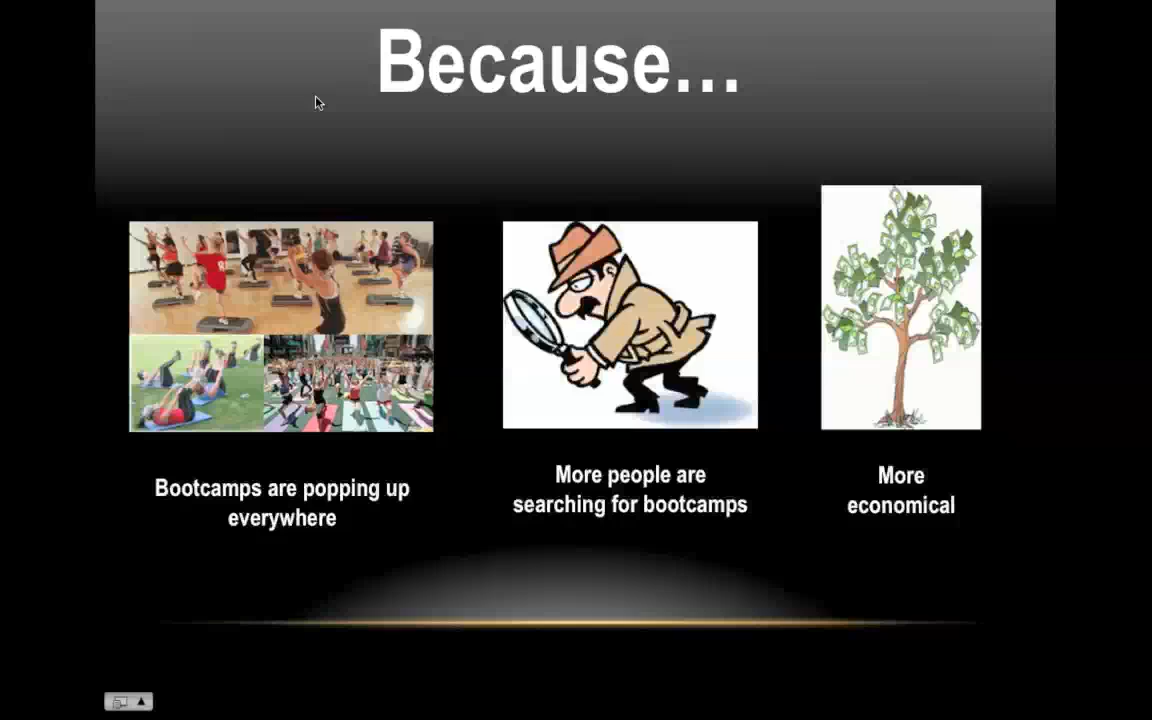 Because...
Bootcamps are popping up
everywhere
More people are
searching for bootcamps
More
economical